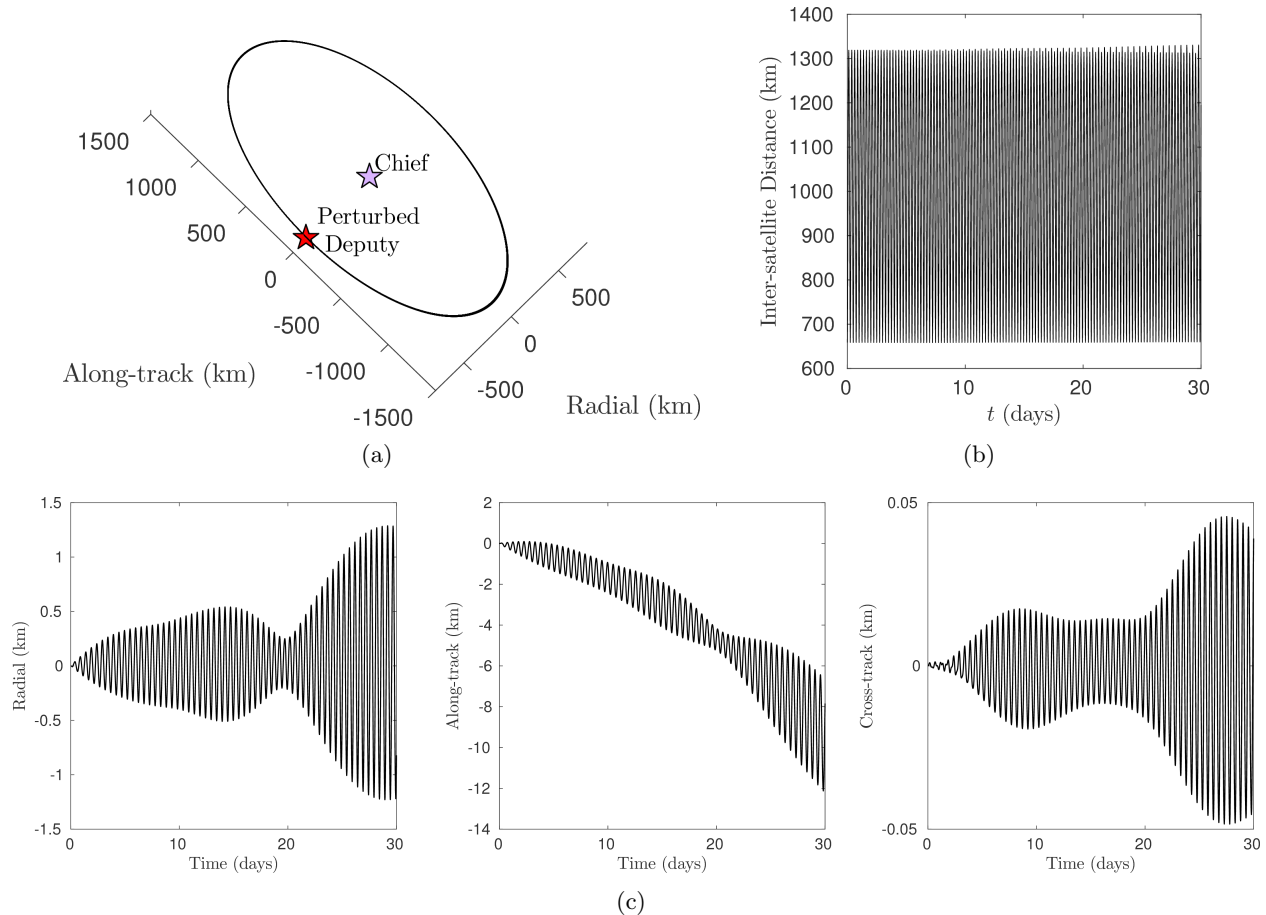 1500
1000
500
0
-500
-1000
-1500
Along-track (km)
Chief
Perturbed
Deputy
500
0
-500
Radial (km)
(a)
1400
1300
1200
1100
1000
900
800
700
600
Inter-satellite Distance (km)
0 10 20 30
t (days)
(b)
1.5
1
0.5
0
-0.5
-1
-1.5
Radial (km)
0 10 20 30
Time (days)
2
0
-2
-4
-6
-8
-10
-12
-14
Along-track (km)
0 10 20 30
Time (days)
0.05
0
-0.05
Cross-track (km)
0 10 20 30
Time (days)
(c)